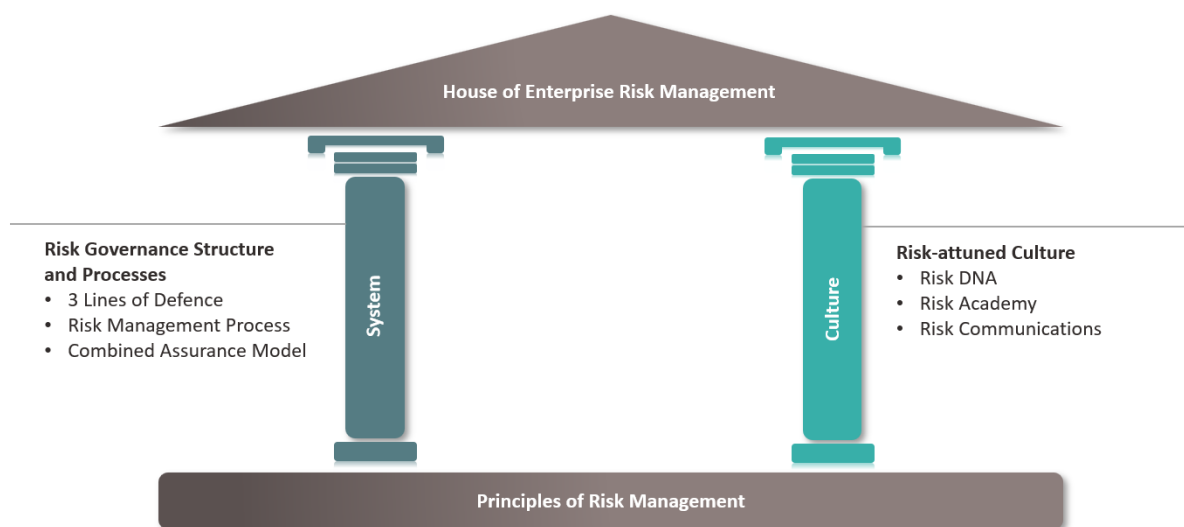 House of Enterprise Risk Management
Risk Governance Structure
and Processes
• 3 Lines of Defence
• Risk Management Process
• Combined Assurance Model
System
Culture
Risk-attuned Culture
• Risk DNA
• Risk Academy
• Risk Communications
Principles of Risk Management